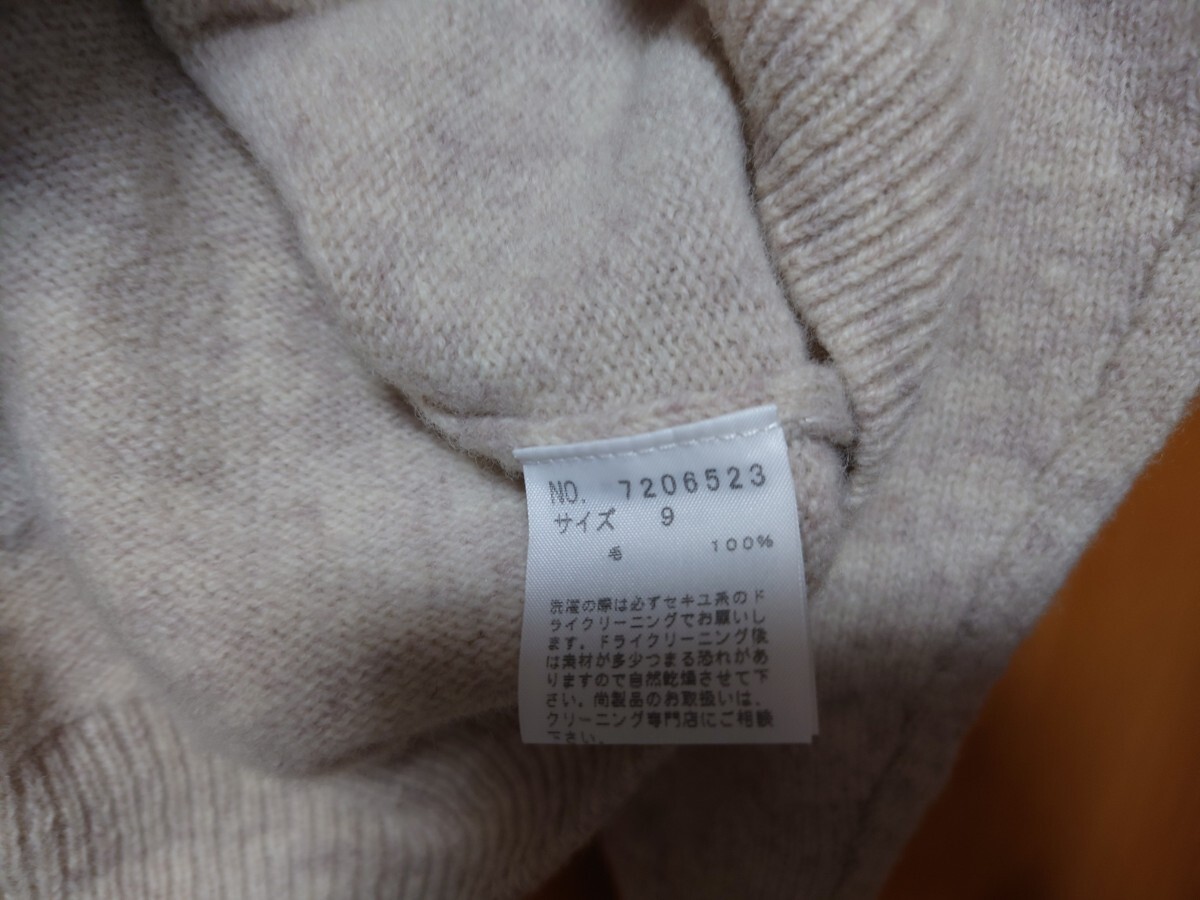 NO. 7206523
サイズ 9
毛 100%
洗濯の際は必ずセキユ系のド
ライクリーニングでお願いし
ます。ドライクリーニング後
は素材が多少つまる恐れがあ
りますので自然乾燥させて下
さい。尚製品のお取扱いは、
クリーニング専門店にご相談
下さい。